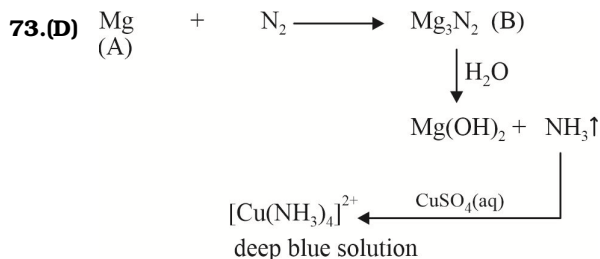 73.(D) Mg + N₂ ⟶ Mg₃N₂ (B)
(A)
H₂O
Mg(OH)₂ + NH₃↑
CuSO₄(aq)
[Cu(NH₃)₄]²⁺
deep blue solution